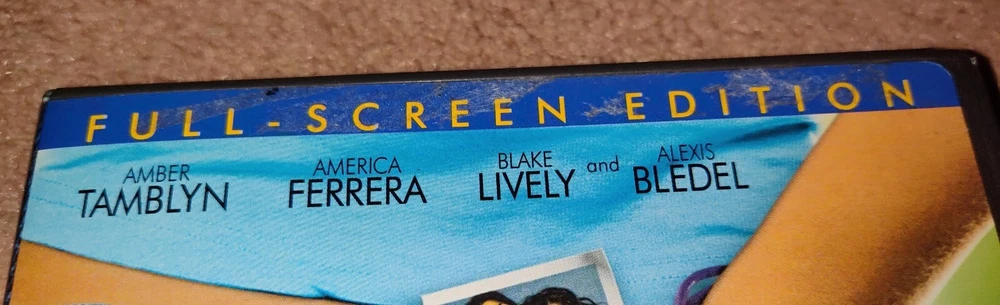 FULL-SCREEN EDITION
AMBER AMERICA BLAKE and ALEXIS
TAMBLYN FERRERA LIVELY BLEDEL